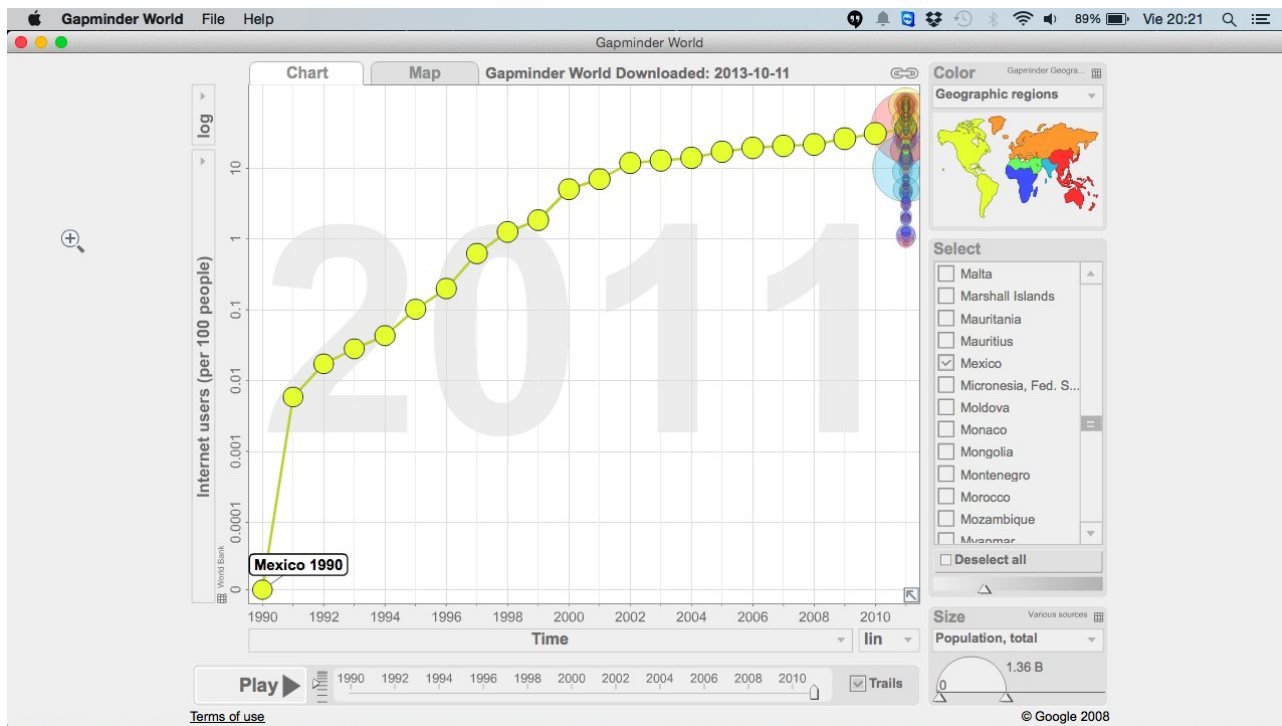 Gapminder World File Help 89% Vie 20:21
Gapminder World
Chart Map Gapminder World Downloaded: 2013-10-11
log
Internet users (per 100 people)
World Bank
10
1
0.1
0.01
0.001
0.0001
0
2011
Mexico 1990
1990 1992 1994 1996 1998 2000 2002 2004 2006 2008 2010
Time lin
Play 1990 1992 1994 1996 1998 2000 2002 2004 2006 2008 2010 Trails
Terms of use
Color Gapminder Geogra...
Geographic regions
Select
Malta
Marshall Islands
Mauritania
Mauritius
Mexico
Micronesia, Fed. S...
Moldova
Monaco
Mongolia
Montenegro
Morocco
Mozambique
Myanmar
Deselect all
Size Various sources
Population, total
1.36 B
0
© Google 2008